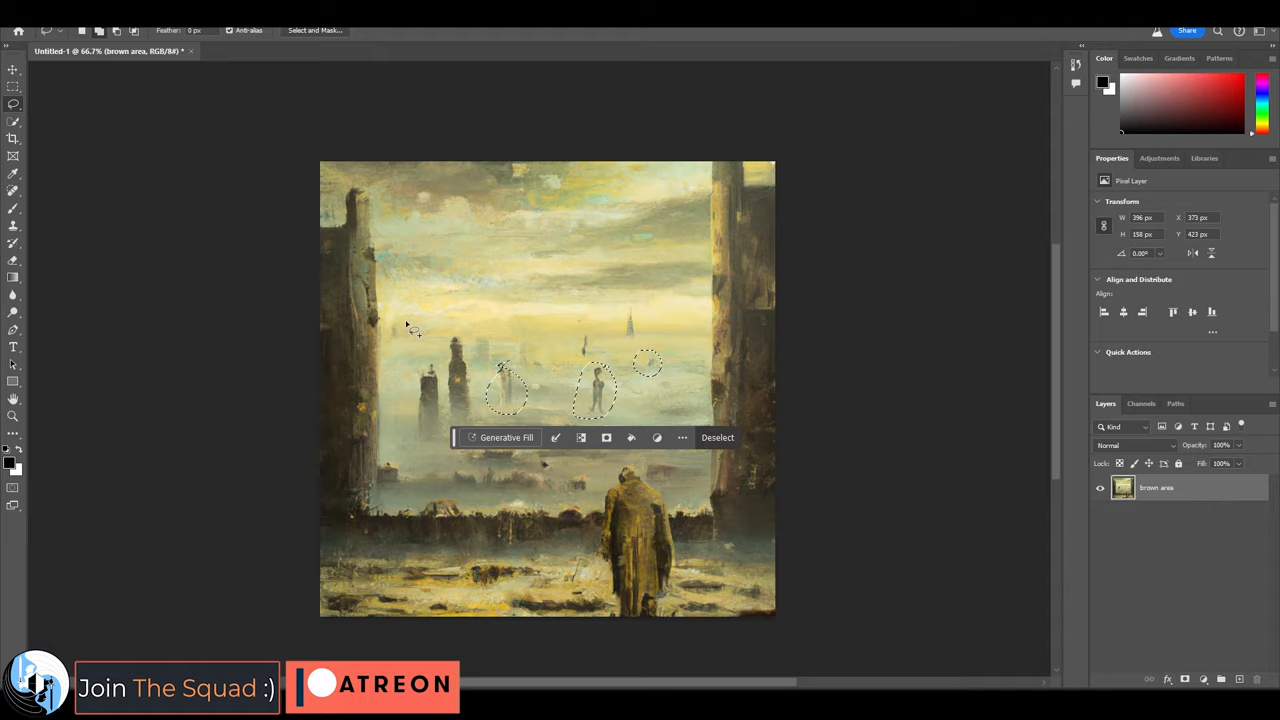 Feather: 0 px Anti-alias Select and Mask... Share
Untitled-1 @ 66.7% (brown area, RGB/8#) * ×
Color Swatches Gradients Patterns
Properties Adjustments Libraries
Pixel Layer
Transform
W 396 px X 373 px
H 158 px Y 423 px
0.00°
Align and Distribute
Align:
...
Quick Actions
Generative Fill ... Deselect
Layers Channels Paths
Kind
Normal Opacity: 100%
Lock: Fill: 100%
brown area
fx
Join The Squad :)
PATREON